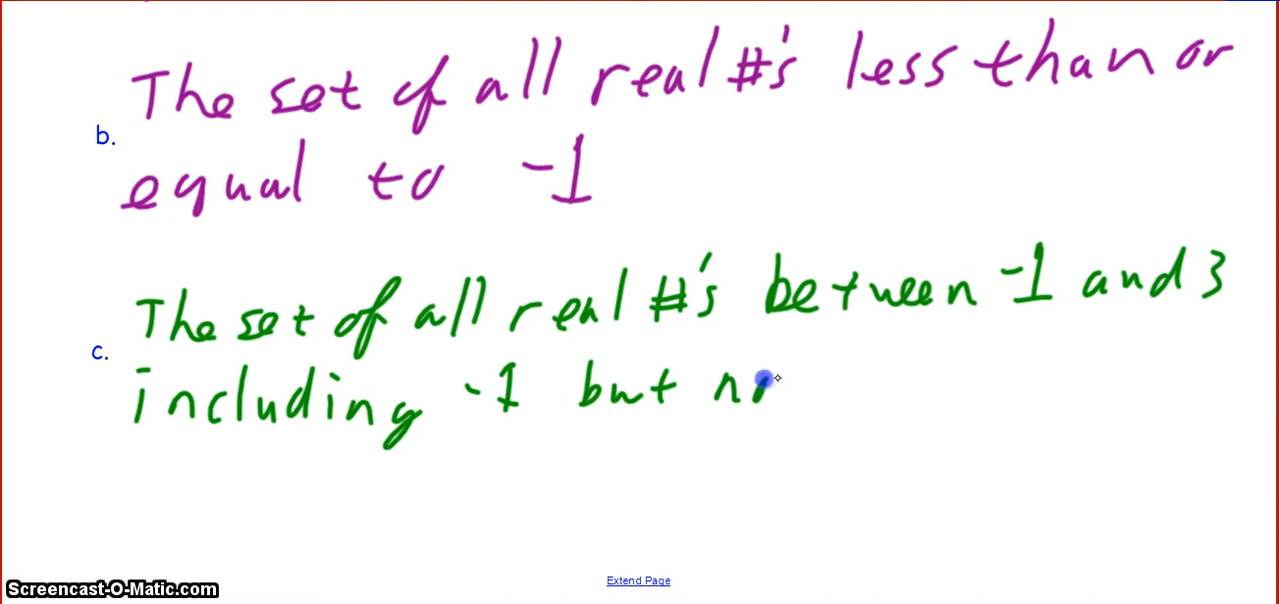 The set of all real #'s less than or
b.
equal to -1
The set of all real #'s between -1 and 3
c.
including -1 but
Extend Page
Screencast-O-Matic.com